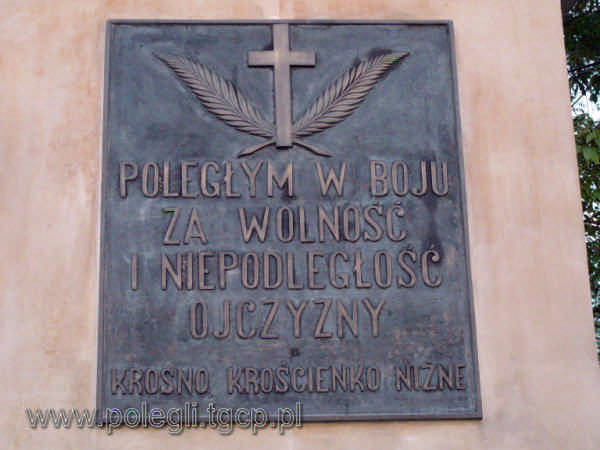 POLEGŁYM W BOJU
ZA WOLNOŚĆ
I NIEPODLEGŁOŚĆ
OJCZYZNY
KROSNO KROŚCIENKO NIŻNE
www.polegli.tgcp.pl